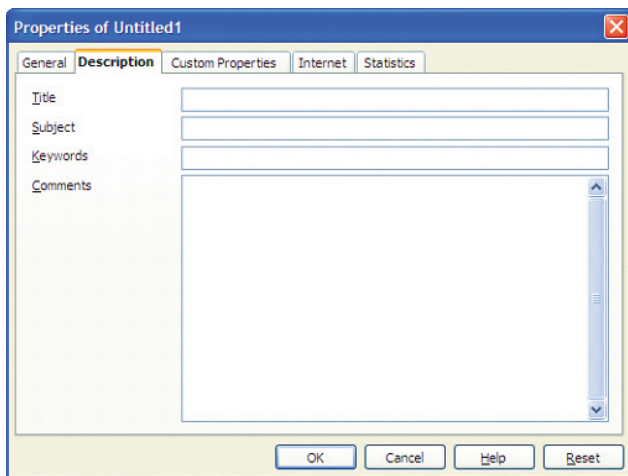 Properties of Untitled1
General Description Custom Properties Internet Statistics
Title
Subject
Keywords
Comments
OK Cancel Help Reset